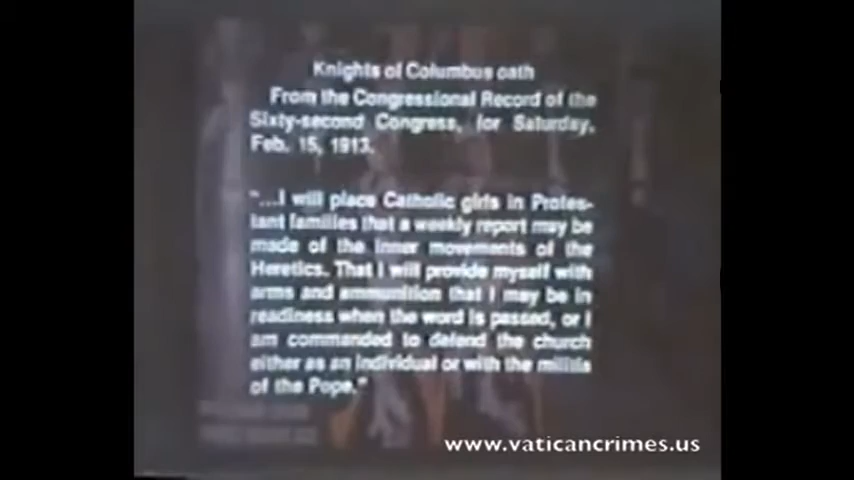 Knights of Columbus oath
From the Congressional Record of the
Sixty-second Congress, for Saturday,
Feb. 15, 1913.
"...I will place Catholic girls in Protes-
tant families that a weekly report may be
made of the inner movements of the
Heretics. That I will provide myself with
arms and ammunition that I may be in
readiness when the word is passed, or I
am commanded to defend the church
either as an individual or with the militia
of the Pope."
www.vaticancrimes.us